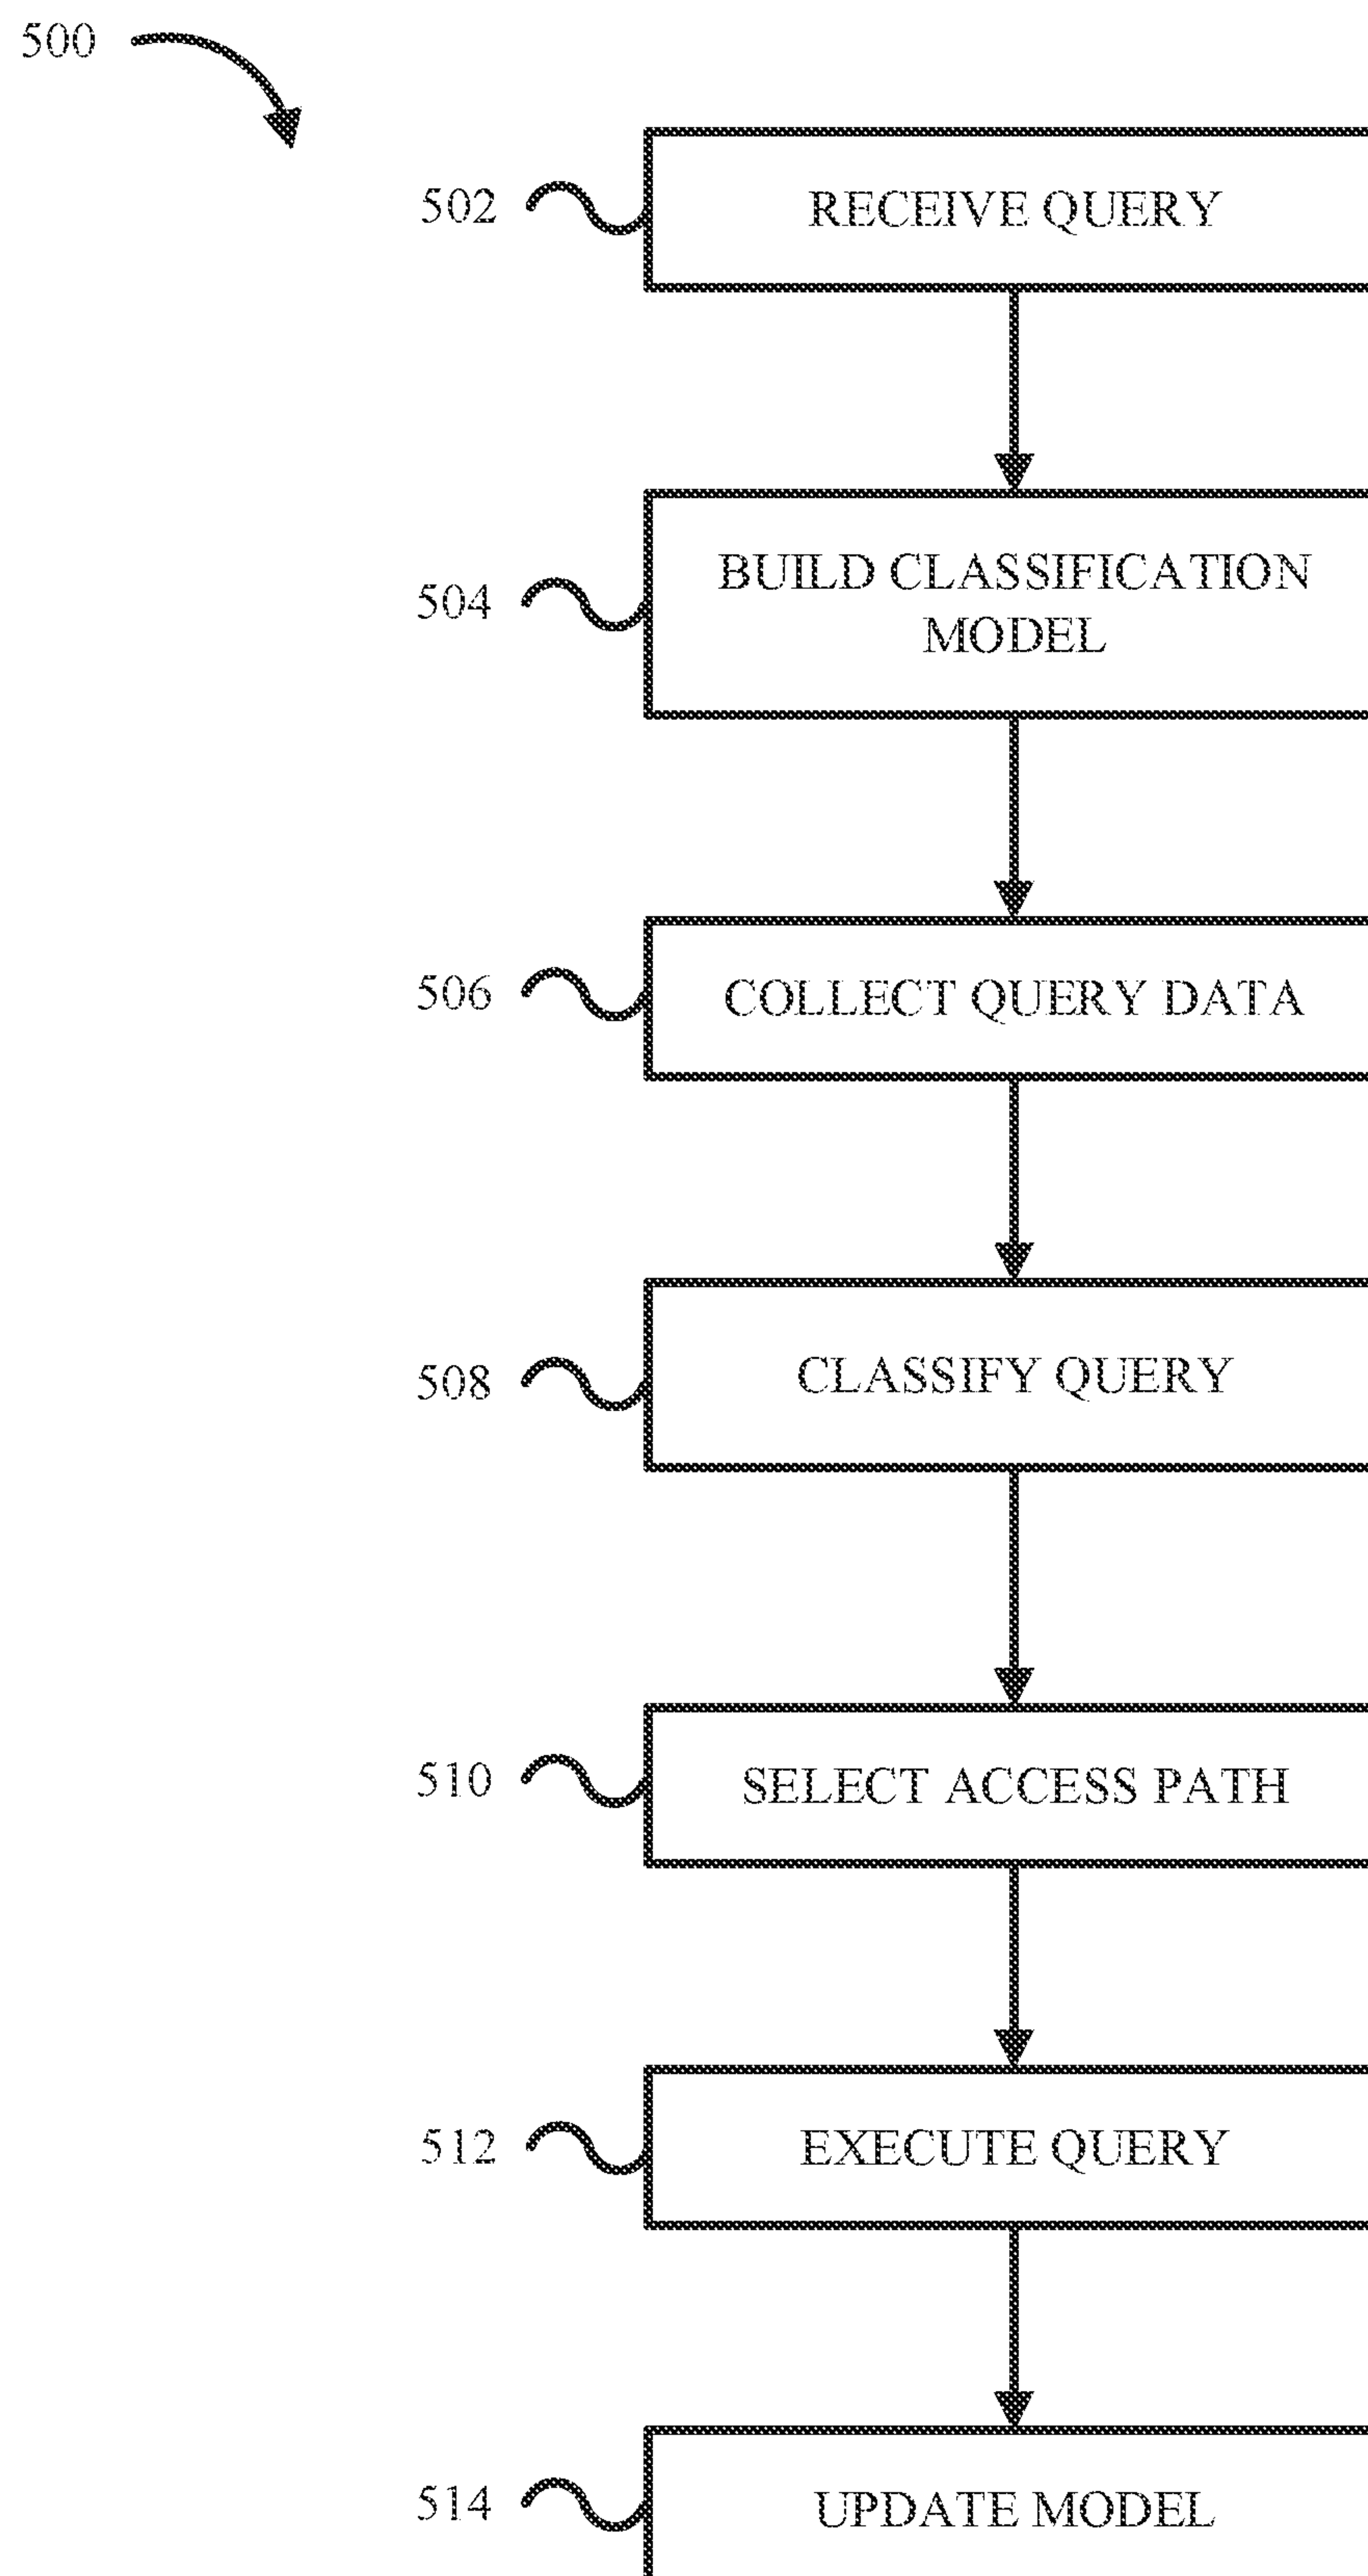 500
502
RECEIVE QUERY
504
BUILD CLASSIFICATION
MODEL
506
COLLECT QUERY DATA
508
CLASSIFY QUERY
510
SELECT ACCESS PATH
512
EXECUTE QUERY
514
UPDATE MODEL